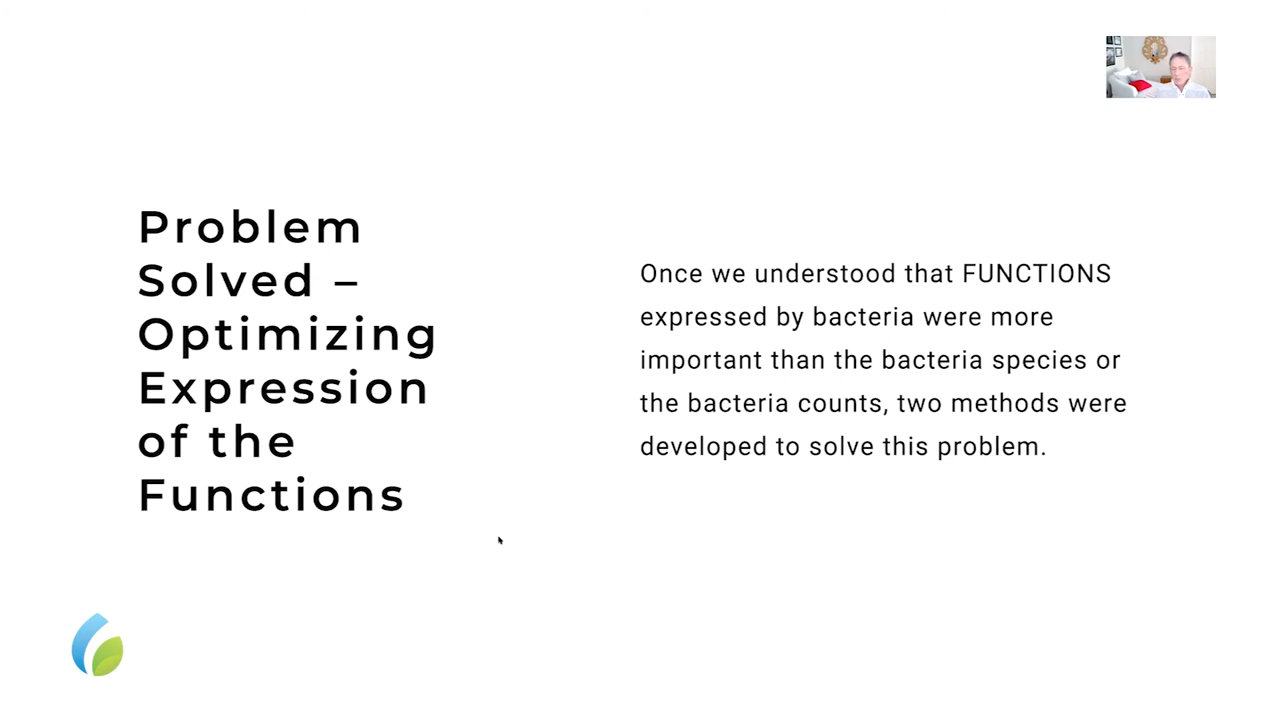 Problem
Solved –
Optimizing
Expression
of the
Functions
Once we understood that FUNCTIONS
expressed by bacteria were more
important than the bacteria species or
the bacteria counts, two methods were
developed to solve this problem.